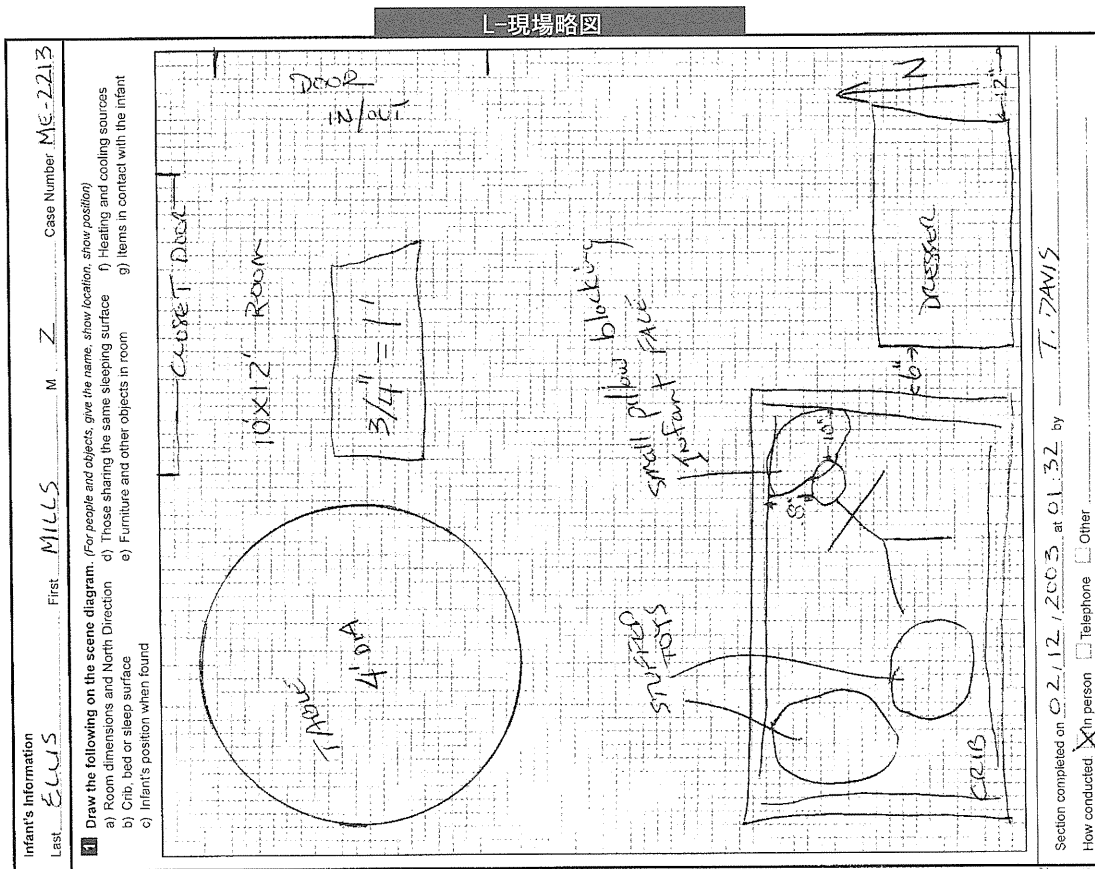 L-現場略図
Infant's Information
Last ELLIS First MILLS M. Z Case Number ME-2213
1 Draw the following on the scene diagram. (For people and objects, give the name, show location, show position)
a) Room dimensions and North Direction
b) Crib, bed or sleep surface
c) Infant's position when found
d) Those sharing the same sleeping surface
e) Furniture and other objects in room
f) Heating and cooling sources
g) Items in contact with the infant
CLOSET DOOR
DOOR
IN/OUT
10'X12' ROOM
3/4" = 1'
TABLE
4' DIA
STUFFED
TOYS
small pillow blocking
Infant FACE
8"
10"
6"
CRIB
DRESSER
N
12"
Section completed on 02/12/2003 at 01:32 by T. DAVIS
How conducted: X In person Telephone Other